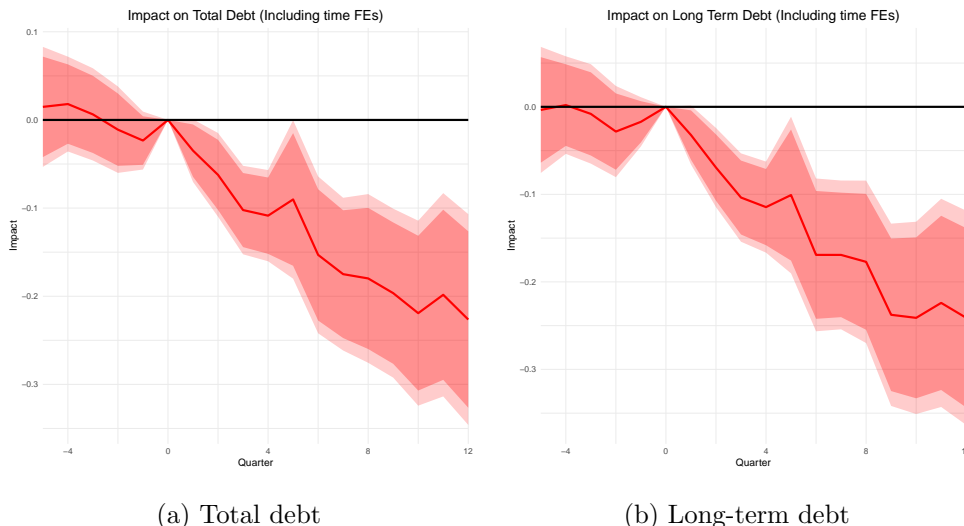 Impact on Total Debt (Including time FEs)
0.1
0.0
−0.1
−0.2
−0.3
Impact
−4 0 4 8 12
Quarter
(a) Total debt
Impact on Long Term Debt (Including time FEs)
0.0
−0.1
−0.2
−0.3
Impact
−4 0 4 8 1
Quarter
(b) Long-term debt